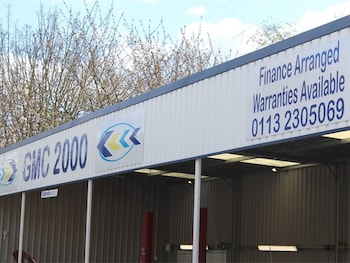 GMC 2000
Finance Arranged
Warranties Available
0113 2305069